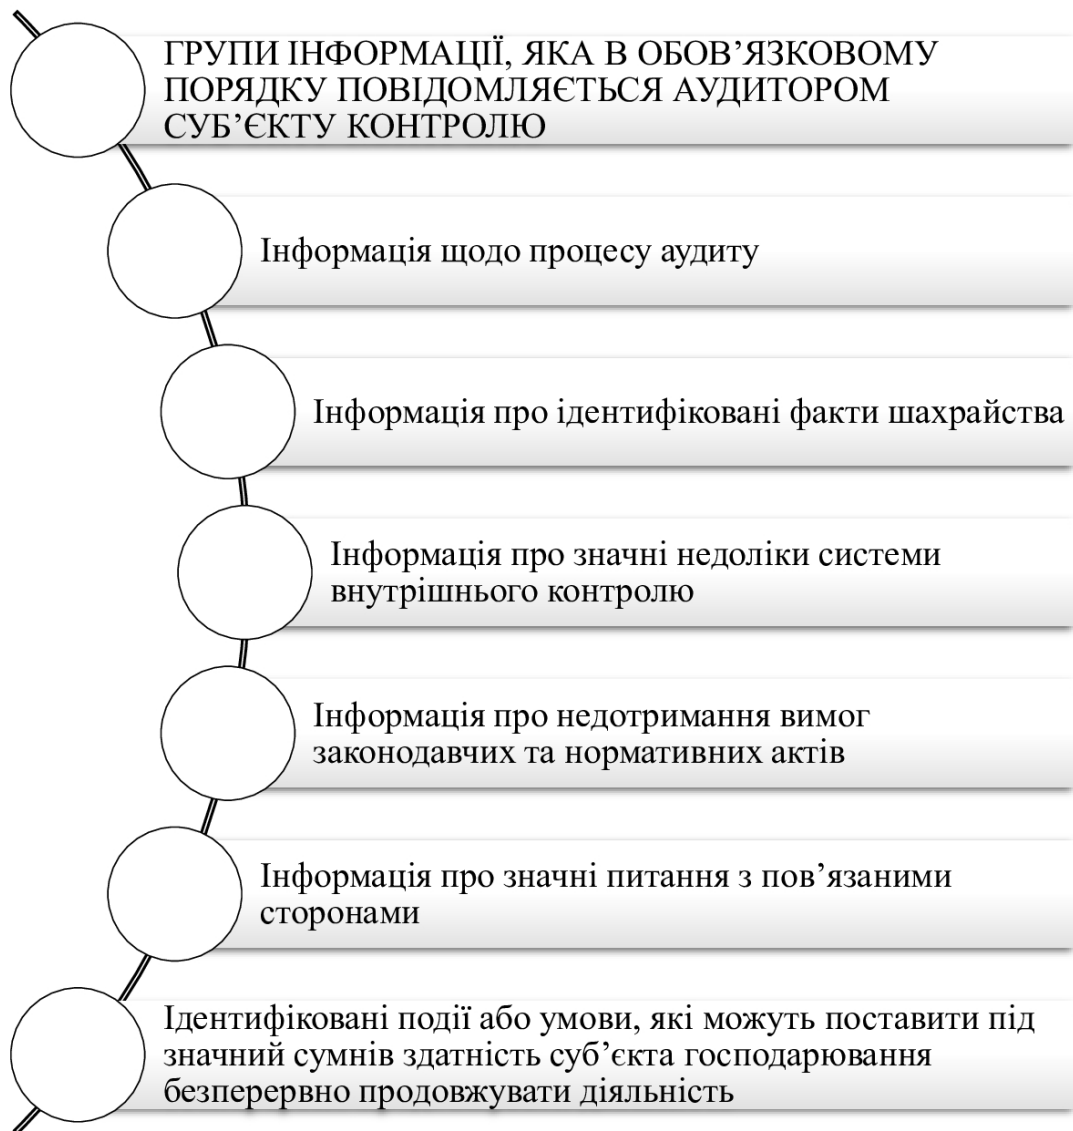 ГРУПИ ІНФОРМАЦІЇ, ЯКА В ОБОВ’ЯЗКОВОМУ
ПОРЯДКУ ПОВІДОМЛЯЄТЬСЯ АУДИТОРОМ
СУБ’ЄКТУ КОНТРОЛЮ
Інформація щодо процесу аудиту
Інформація про ідентифіковані факти шахрайства
Інформація про значні недоліки системи
внутрішнього контролю
Інформація про недотримання вимог
законодавчих та нормативних актів
Інформація про значні питання з пов’язаними
сторонами
Ідентифіковані події або умови, які можуть поставити під
значний сумнів здатність суб’єкта господарювання
безперервно продовжувати діяльність